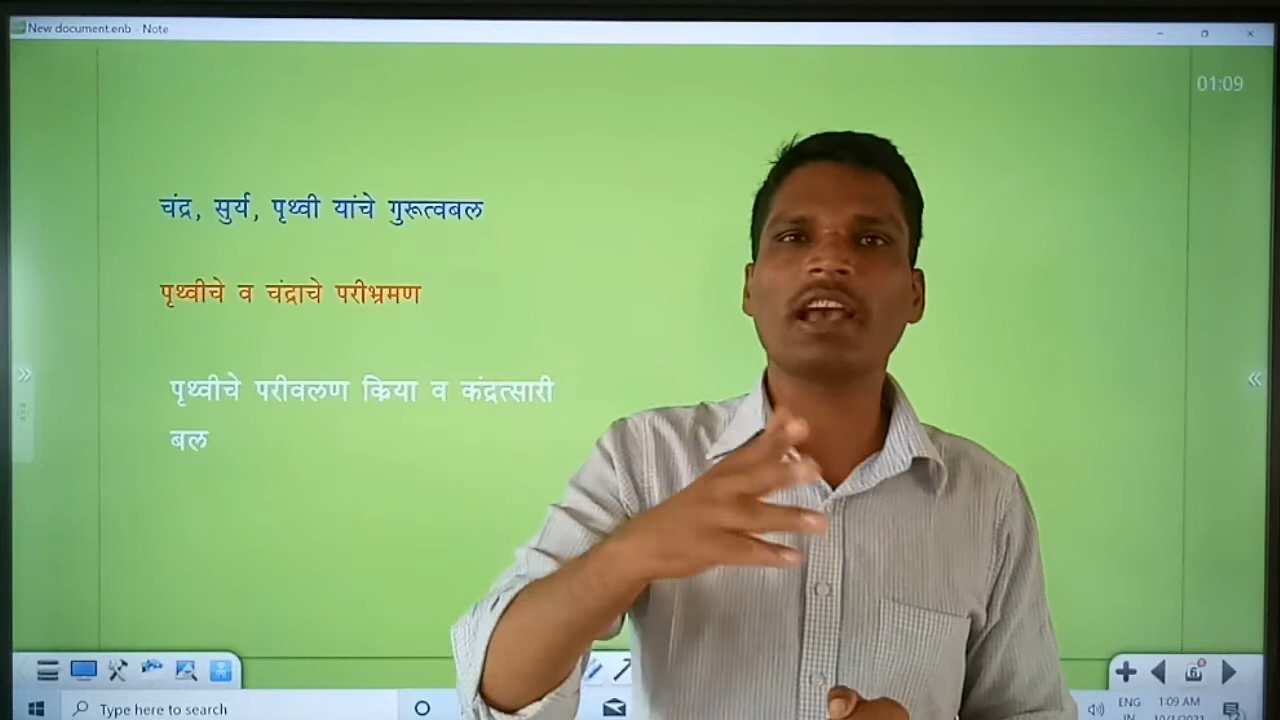 New document.enb - Note
01:09
चंद्र, सुर्य, पृथ्वी यांचे गुरूत्वबल
पृथ्वीचे व चंद्राचे परीभ्रमण
पृथ्वीचे परीवलण क्रिया व कंद्रत्सारी
बल
Type here to search
ENG
1:09 AM
IN